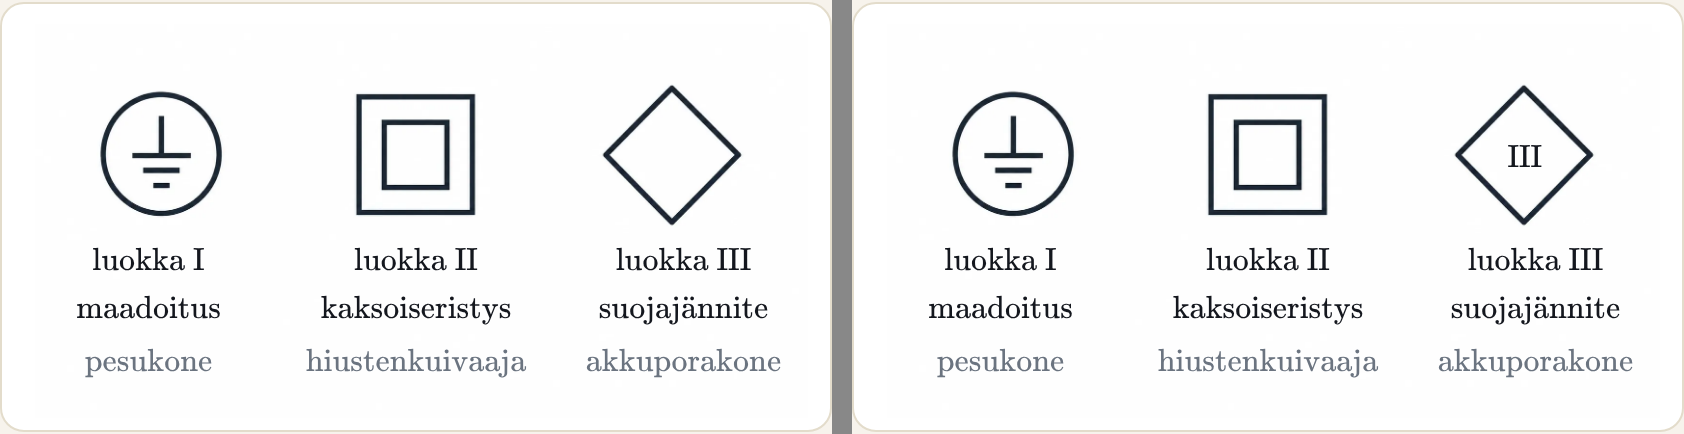 luokka I
maadoitus
pesukone
luokka II
kaksoiseristys
hiustenkuivaaja
luokka III
suojajännite
akkuporakone
luokka I
maadoitus
pesukone
luokka II
kaksoiseristys
hiustenkuivaaja
III
luokka III
suojajännite
akkuporakone